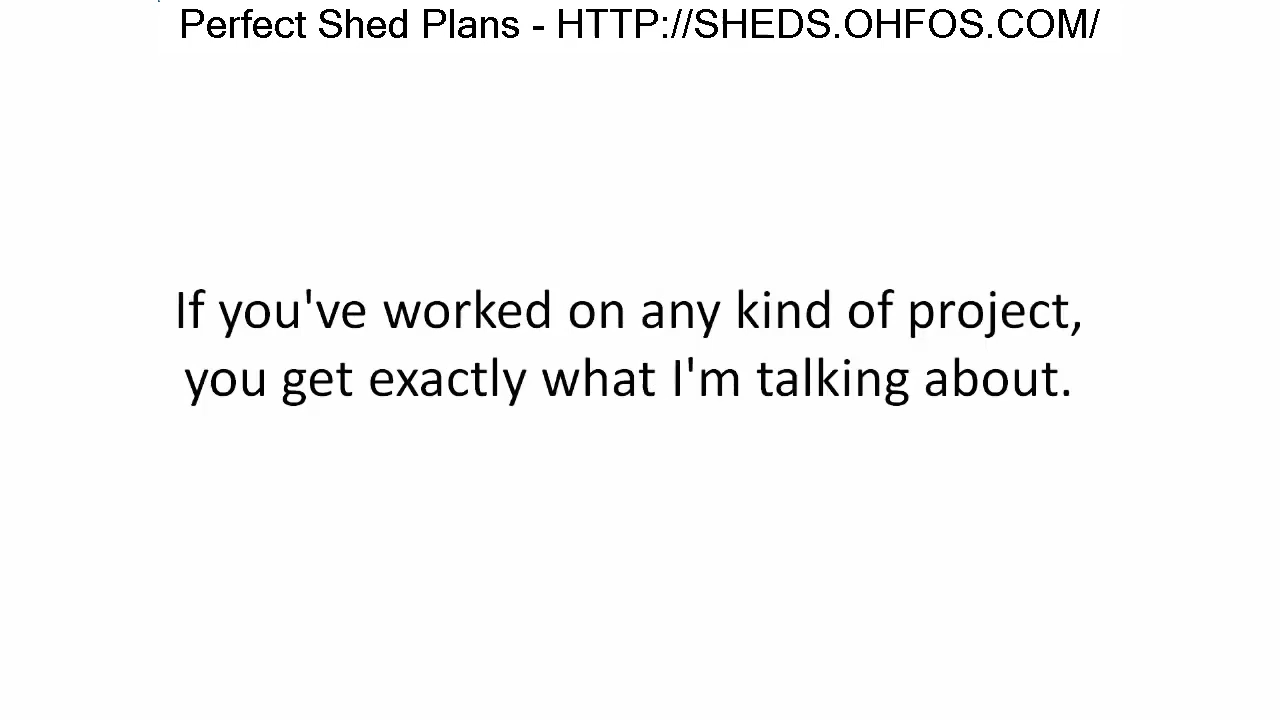 Perfect Shed Plans - HTTP://SHEDS.OHFOS.COM/
If you've worked on any kind of project,
you get exactly what I'm talking about.